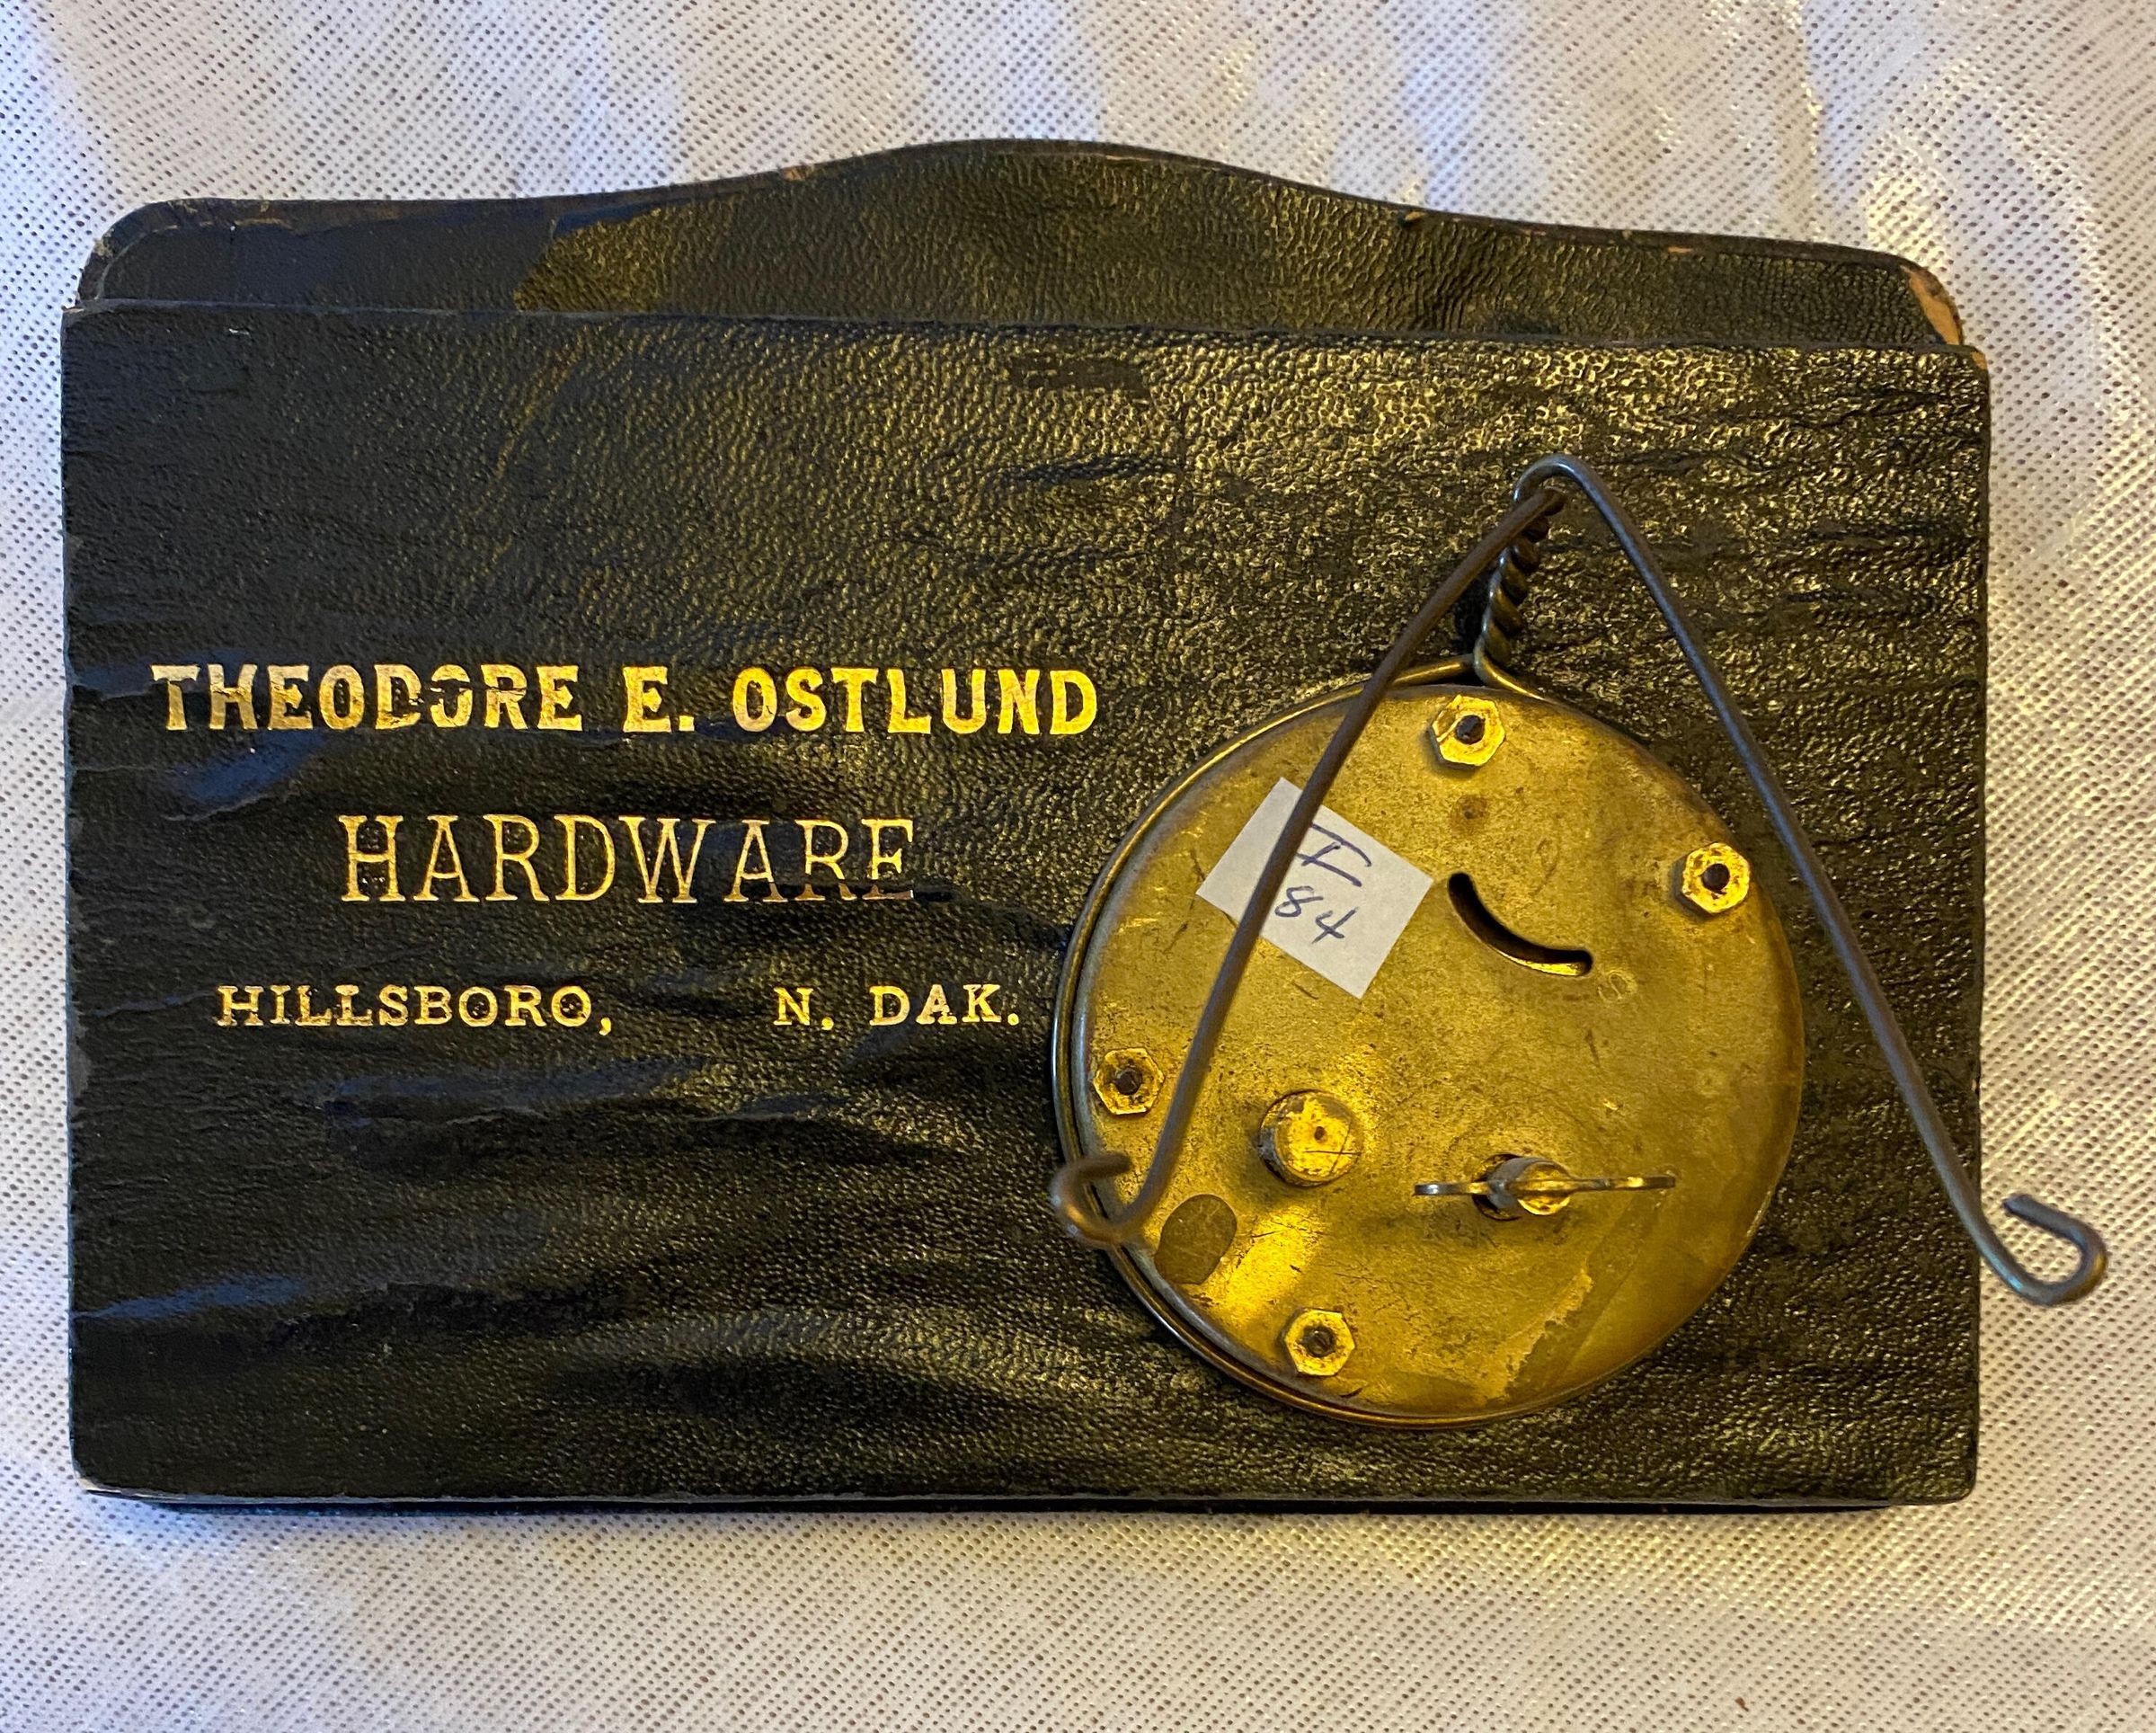 THEODORE E. OSTLUND
HARDWARE
HILLSBORO, N. DAK.
I
84